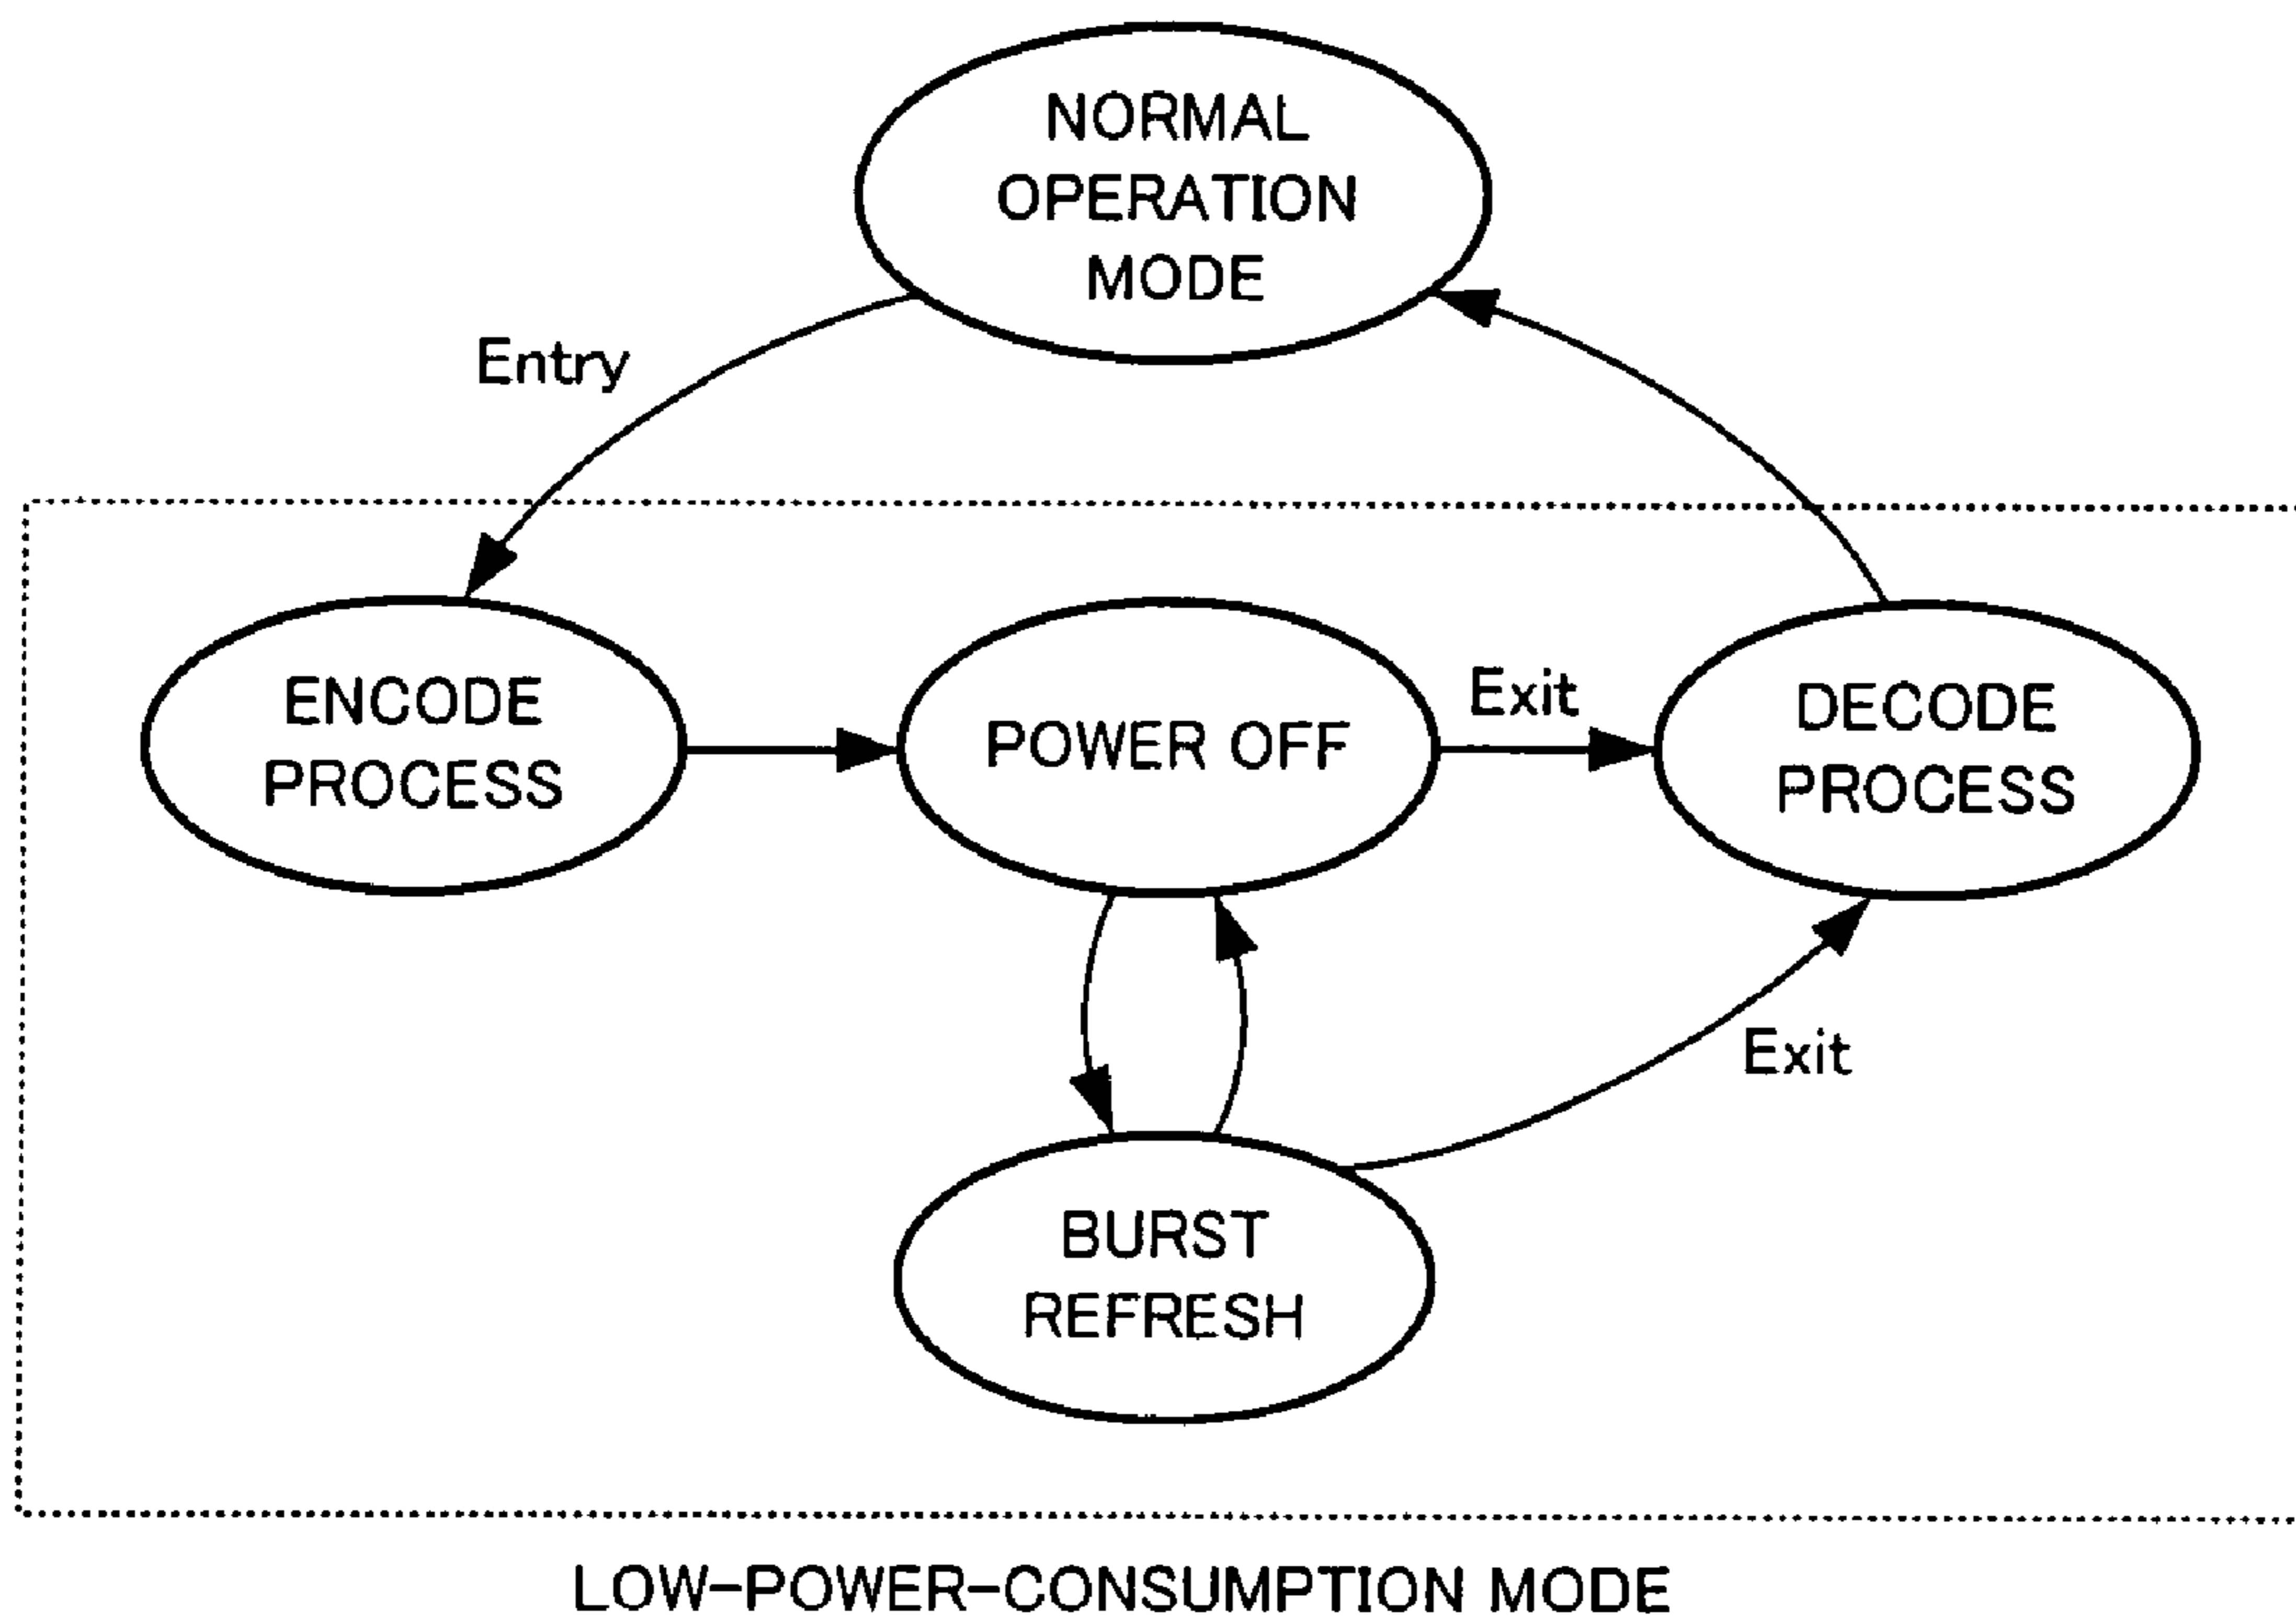 NORMAL
OPERATION
MODE
Entry
ENCODE
PROCESS
POWER OFF
Exit
DECODE
PROCESS
Exit
BURST
REFRESH
LOW-POWER-CONSUMPTION MODE